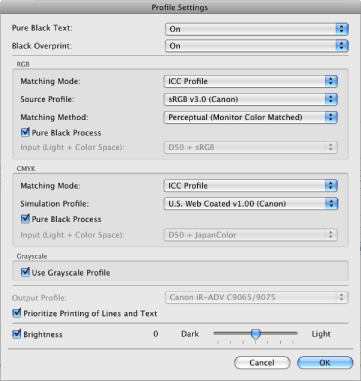 Profile Settings
Pure Black Text: On
Black Overprint: On
RGB
Matching Mode: ICC Profile
Source Profile: sRGB v3.0 (Canon)
Matching Method: Perceptual (Monitor Color Matched)
Pure Black Process
Input (Light + Color Space): D50 + sRGB
CMYK
Matching Mode: ICC Profile
Simulation Profile: U.S. Web Coated v1.00 (Canon)
Pure Black Process
Input (Light + Color Space): D50 + JapanColor
Grayscale
Use Grayscale Profile
Output Profile: Canon iR-ADV C9065/9075
Prioritize Printing of Lines and Text
Brightness 0 Dark Light
Cancel OK